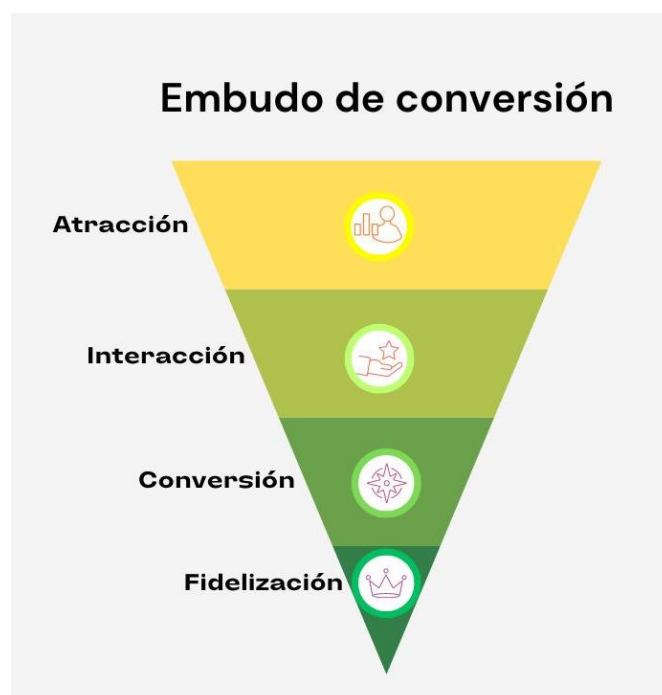 Embudo de conversión
Atracción
Interacción
Conversión
Fidelización